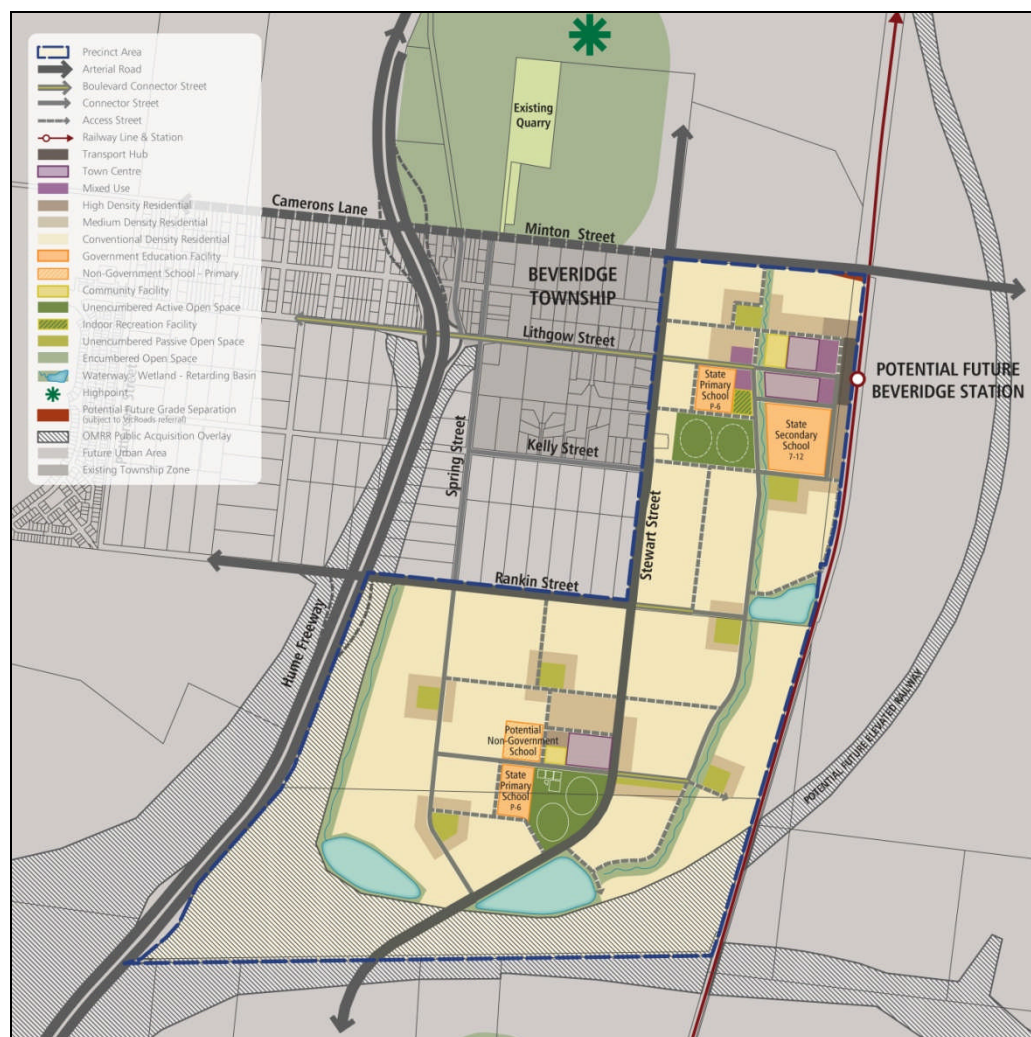 Precinct Area
Arterial Road
Boulevard Connector Street
Connector Street
Access Street
Railway Line & Station
Transport Hub
Town Centre
Mixed Use
High Density Residential
Medium Density Residential
Conventional Density Residential
Government Education Facility
Non-Government School - Primary
Community Facility
Unencumbered Active Open Space
Indoor Recreation Facility
Unencumbered Passive Open Space
Encumbered Open Space
Waterway - Wetland - Retarding Basin
Highpoint
Potential Future Grade Separation
(subject to VicRoads referral)
OMRR Public Acquisition Overlay
Future Urban Area
Existing Township Zone
Existing
Quarry
Camerons Lane
Minton Street
BEVERIDGE
TOWNSHIP
Lithgow Street
State
Primary
School
P-6
POTENTIAL FUTURE
BEVERIDGE STATION
State
Secondary
School
7-12
Kelly Street
Spring Street
Stewart Street
Rankin Street
Hume Freeway
Potential
Non-Government
School
State
Primary
School
P-6
POTENTIAL FUTURE ELEVATED RAILWAY